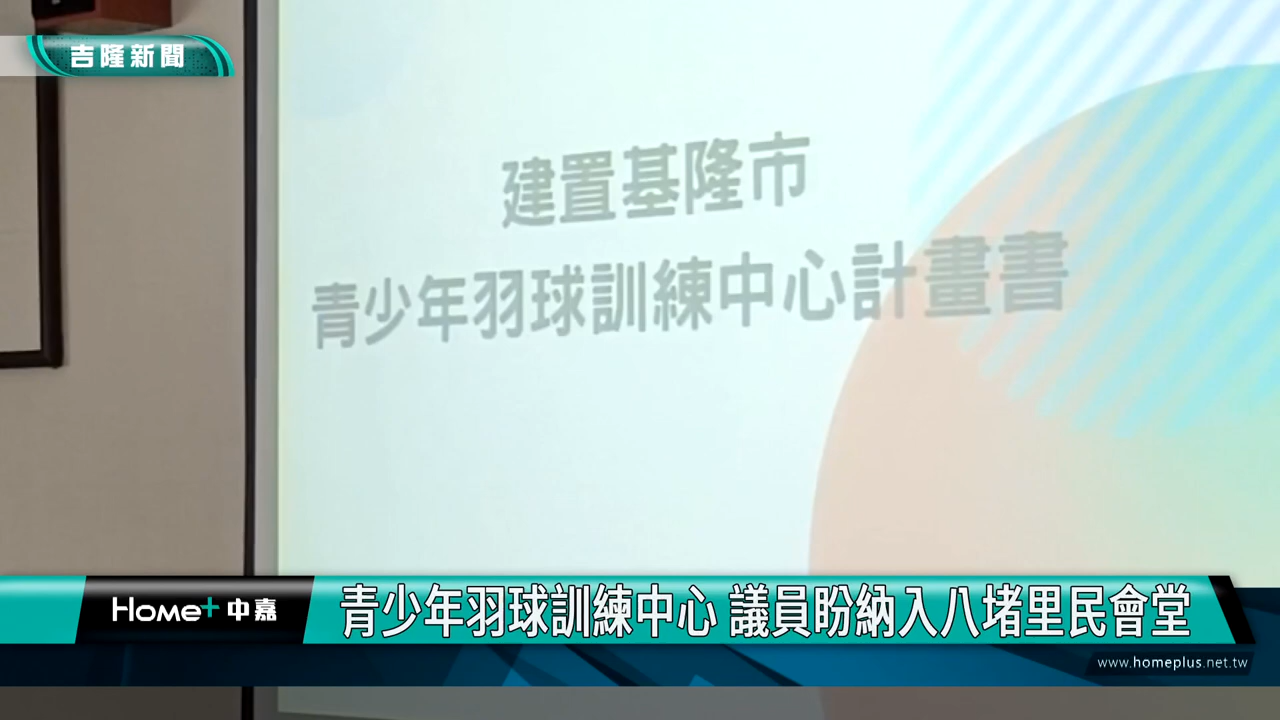 吉隆新聞
建置基隆市
青少年羽球訓練中心計畫書
Home+中嘉
青少年羽球訓練中心 議員盼納入八堵里民會堂
www.homeplus.net.tw